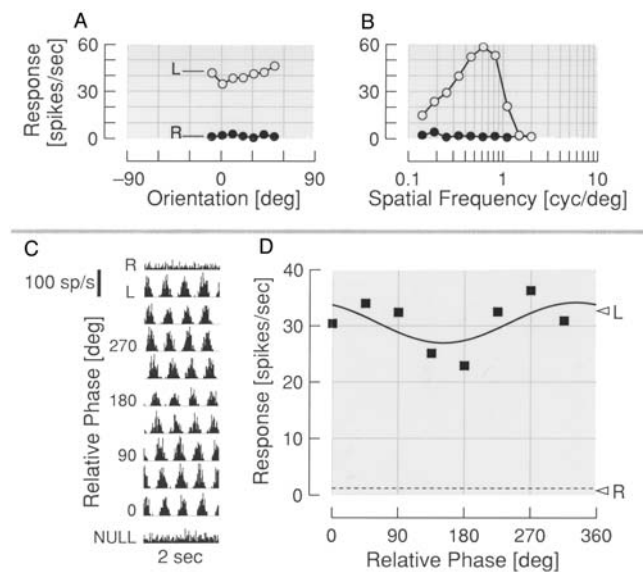 A
B
Response
[spikes/sec]
60
30
0
L
R
60
30
0
−90
0
90
0.1
1
10
Orientation [deg]
Spatial Frequency [cyc/deg]
C
D
100 sp/s
R
L
270
180
90
0
NULL
Relative Phase [deg]
2 sec
Response [spikes/sec]
40
30
20
10
0
L
R
0
90
180
270
360
Relative Phase [deg]